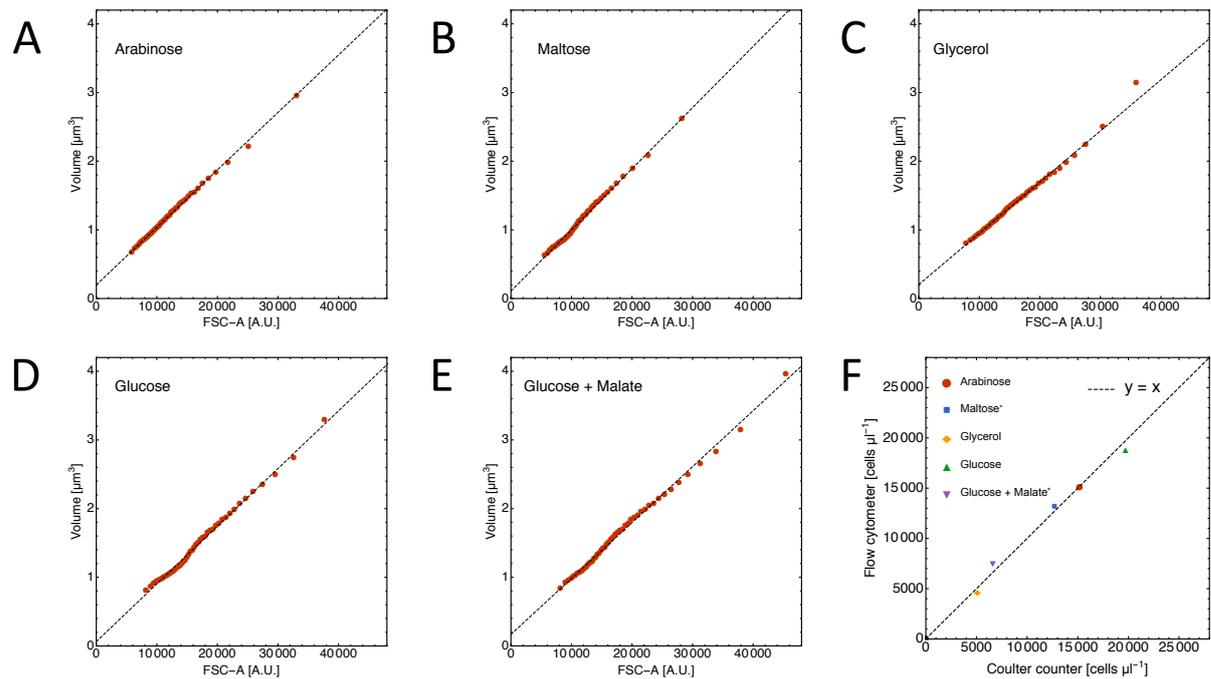 A
Arabinose
Volume [μm³]
4
3
2
1
0
0 10000 20000 30000 40000
FSC−A [A.U.]
B
Maltose
Volume [μm³]
4
3
2
1
0
0 10000 20000 30000 40000
FSC−A [A.U.]
C
Glycerol
Volume [μm³]
4
3
2
1
0
0 10000 20000 30000 40000
FSC−A [A.U.]
D
Glucose
Volume [μm³]
4
3
2
1
0
0 10000 20000 30000 40000
FSC−A [A.U.]
E
Glucose + Malate
Volume [μm³]
4
3
2
1
0
0 10000 20000 30000 40000
FSC−A [A.U.]
F
Arabinose
Maltose*
Glycerol
Glucose
Glucose + Malate*
y = x
Flow cytometer [cells μl⁻¹]
25000
20000
15000
10000
5000
0
0 5000 10000 15000 20000 25000
Coulter counter [cells μl⁻¹]